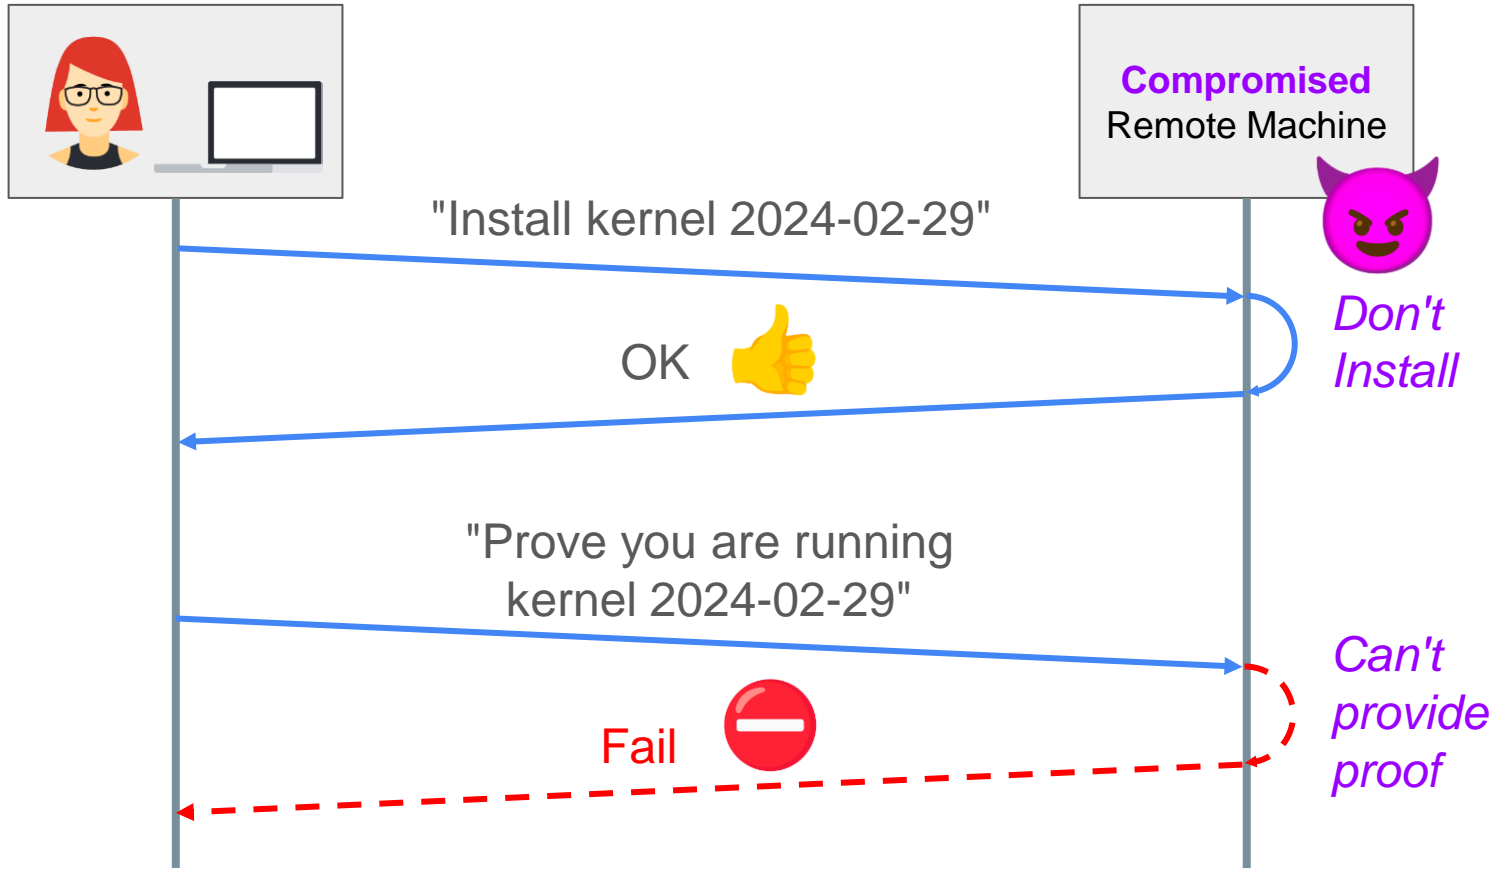 Compromised
Remote Machine
"Install kernel 2024-02-29"
Don't
Install
OK
"Prove you are running
kernel 2024-02-29"
Can't
provide
proof
Fail